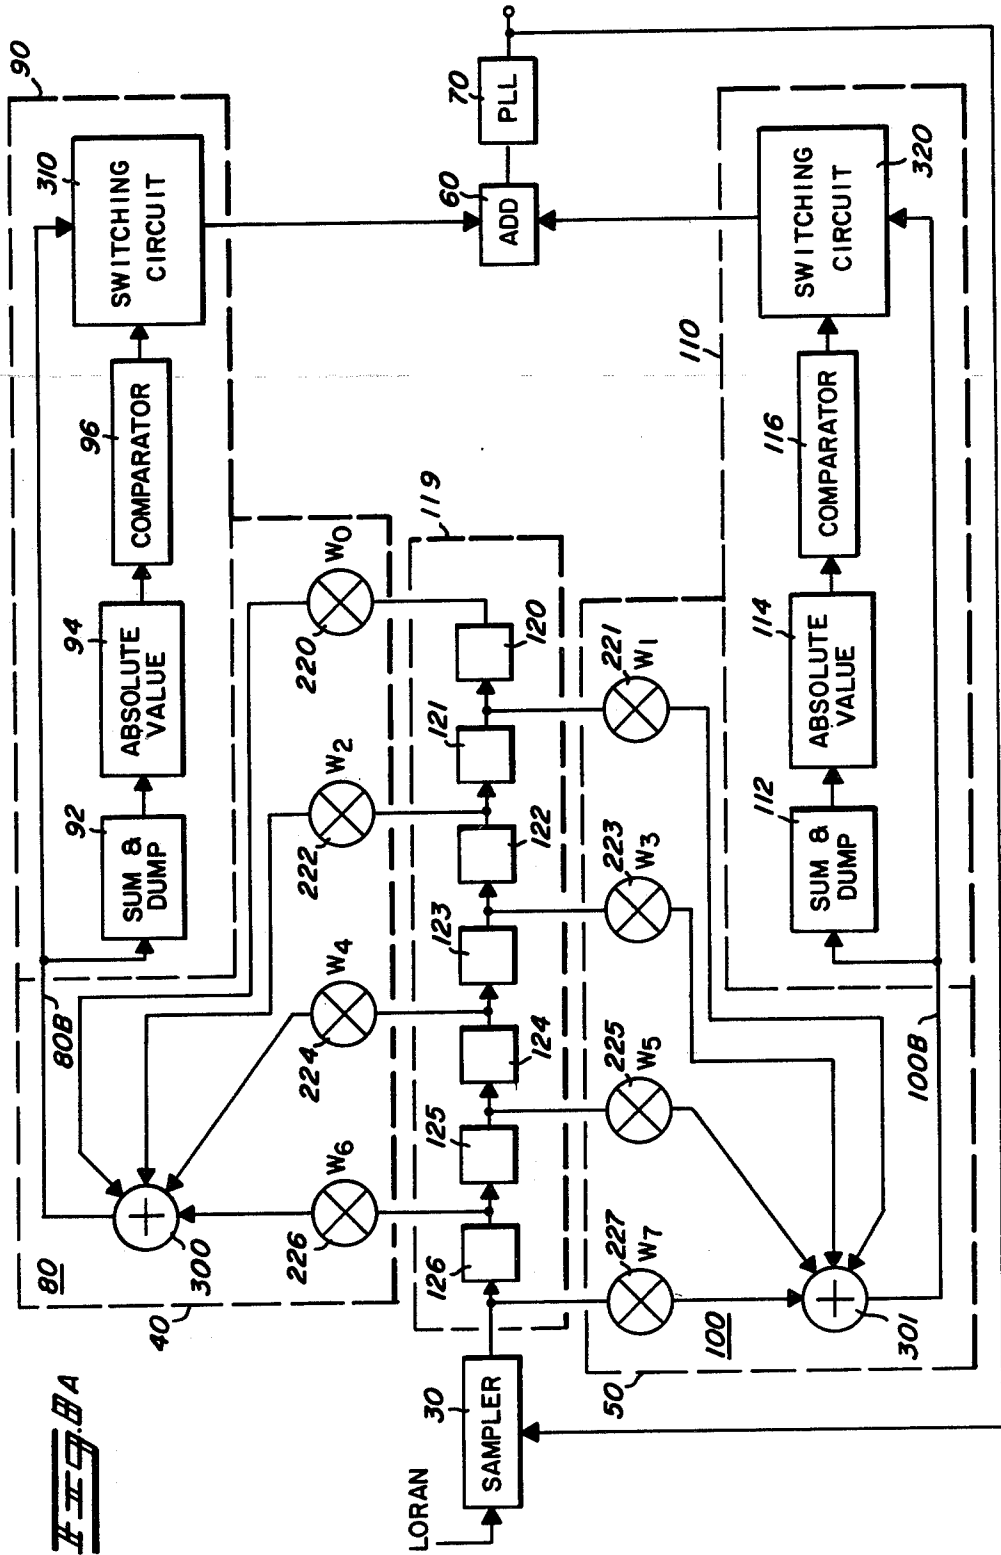 Fig. 8A
LORAN
30
SAMPLER
40
80
300
80B
90
92
SUM &
DUMP
94
ABSOLUTE
VALUE
96
COMPARATOR
310
SWITCHING
CIRCUIT
226
W6
224
W4
222
W2
220
W0
119
126
125
124
123
122
121
120
60
ADD
70
PLL
227
W7
225
W5
223
W3
221
W1
50
100
301
100B
110
112
SUM &
DUMP
114
ABSOLUTE
VALUE
116
COMPARATOR
320
SWITCHING
CIRCUIT